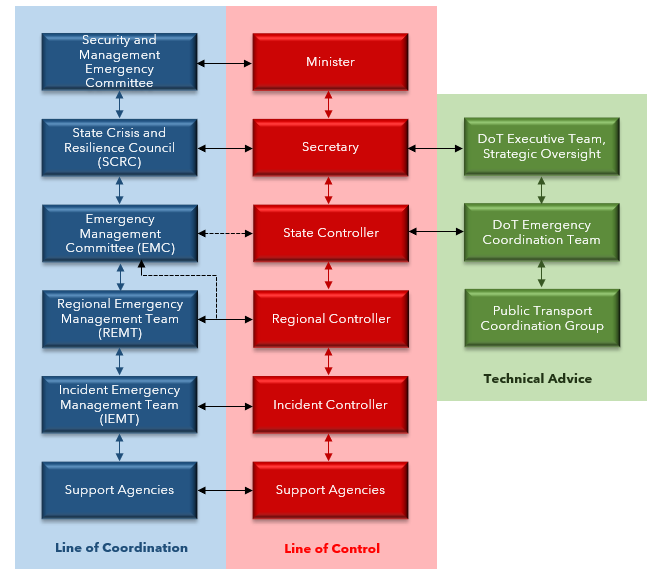 Security and
Management
Emergency
Committee
Minister
State Crisis and
Resilience Council
(SCRC)
Secretary
DoT Executive Team,
Strategic Oversight
Emergency
Management
Committee (EMC)
State Controller
DoT Emergency
Coordination Team
Regional Emergency
Management Team
(REMT)
Regional Controller
Public Transport
Coordination Group
Technical Advice
Incident Emergency
Management Team
(IEMT)
Incident Controller
Support Agencies
Support Agencies
Line of Coordination
Line of Control